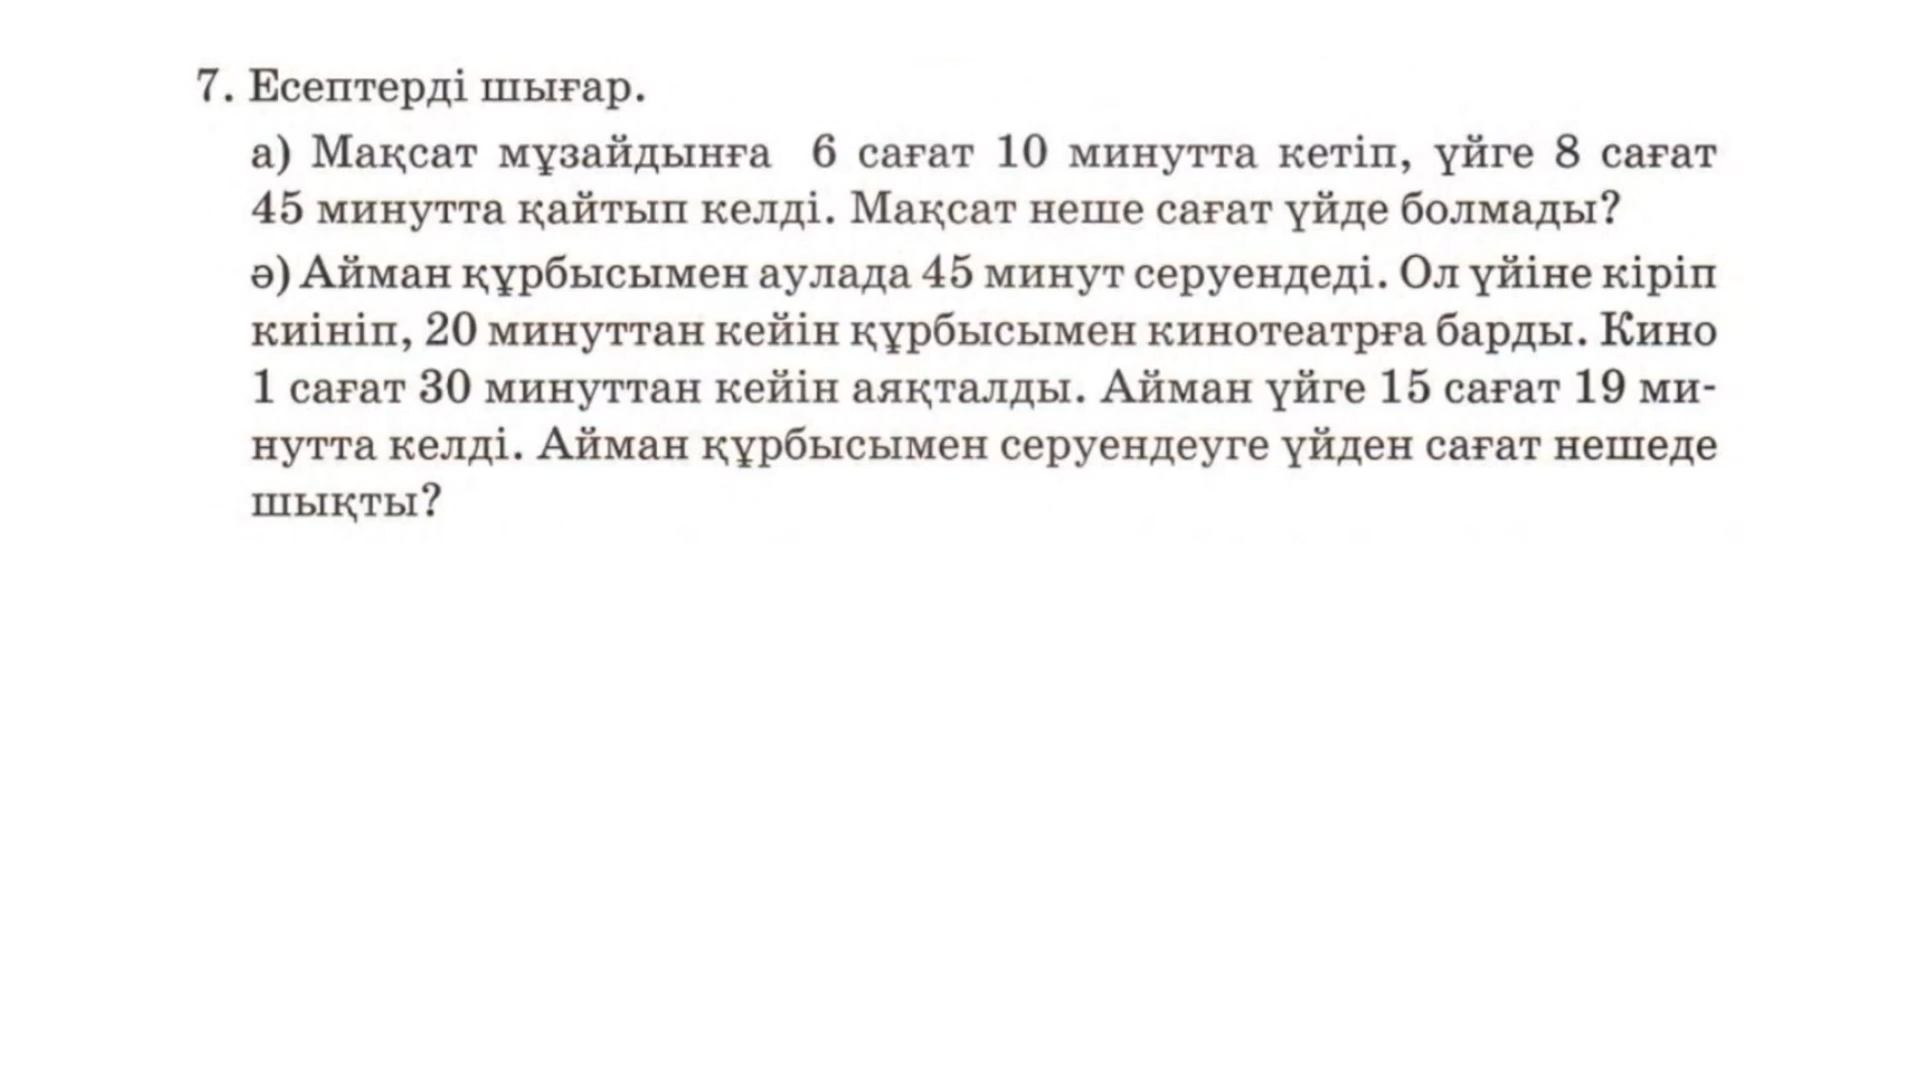 7. Есептерді шығар.
а) Мақсат мұзайдынға 6 сағат 10 минутта кетіп, үйге 8 сағат
45 минутта қайтып келді. Мақсат неше сағат үйде болмады?
ә) Айман құрбысымен аулада 45 минут серуендеді. Ол үйіне кіріп
киініп, 20 минуттан кейін құрбысымен кинотеатрға барды. Кино
1 сағат 30 минуттан кейін аяқталды. Айман үйге 15 сағат 19 ми-
нутта келді. Айман құрбысымен серуендеуге үйден сағат нешеде
шықты?